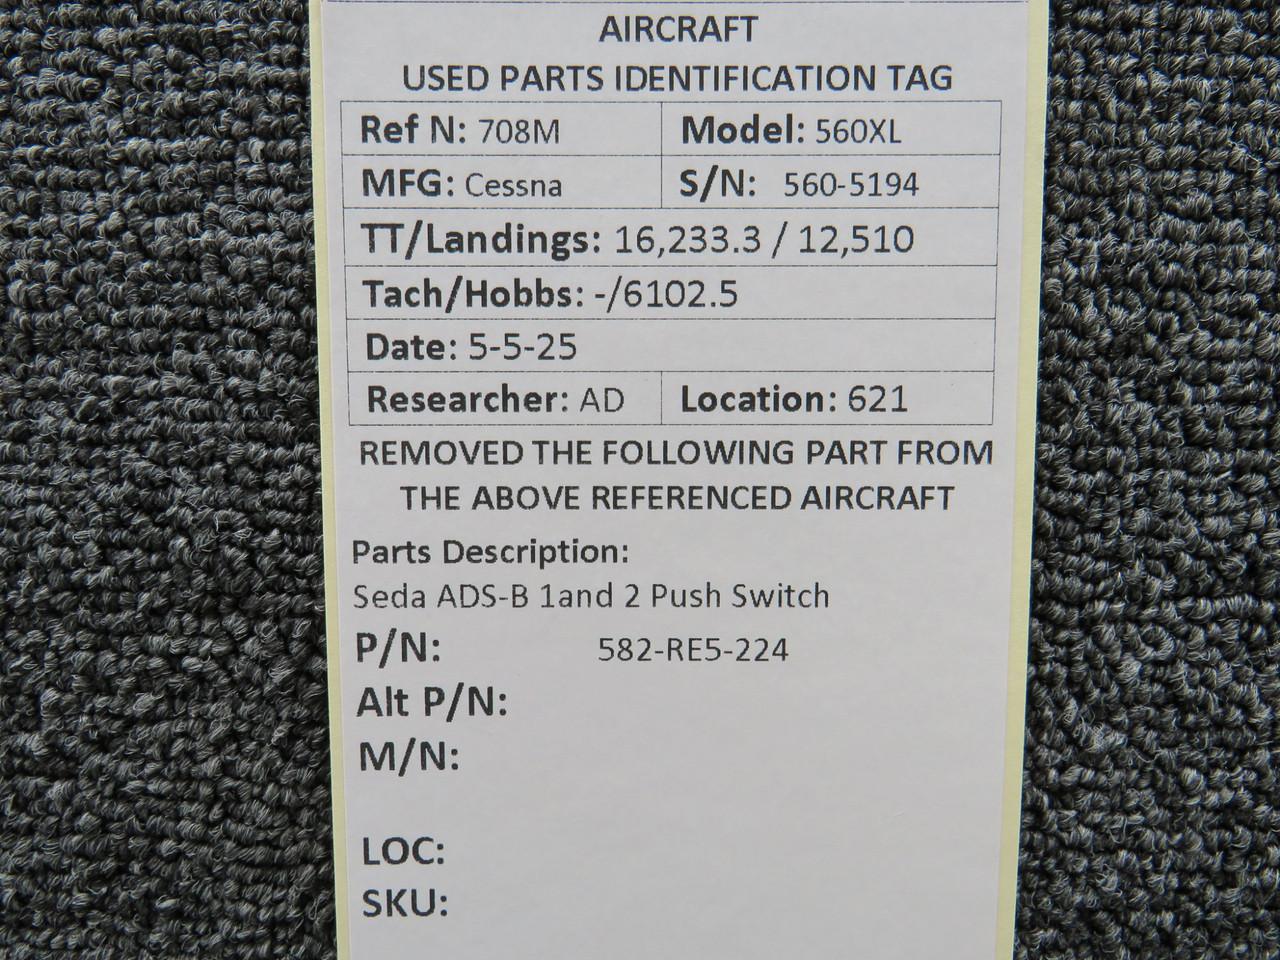 AIRCRAFT
USED PARTS IDENTIFICATION TAG
Ref N: 708M Model: 560XL
MFG: Cessna S/N: 560-5194
TT/Landings: 16,233.3 / 12,510
Tach/Hobbs: -/6102.5
Date: 5-5-25
Researcher: AD Location: 621
REMOVED THE FOLLOWING PART FROM
THE ABOVE REFERENCED AIRCRAFT
Parts Description:
Seda ADS-B 1and 2 Push Switch
P/N: 582-RE5-224
Alt P/N:
M/N:
LOC:
SKU: